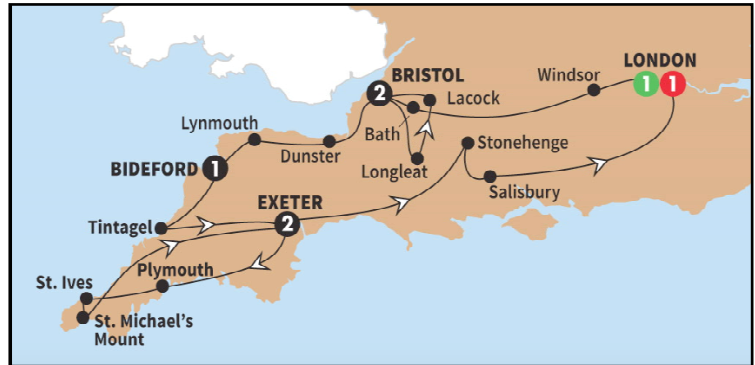 LONDON
1 1
Windsor
BRISTOL
2
Lacock
Bath
Lynmouth
Stonehenge
Dunster
Longleat
BIDEFORD 1
Salisbury
EXETER
2
Tintagel
Plymouth
St. Ives
St. Michael's
Mount